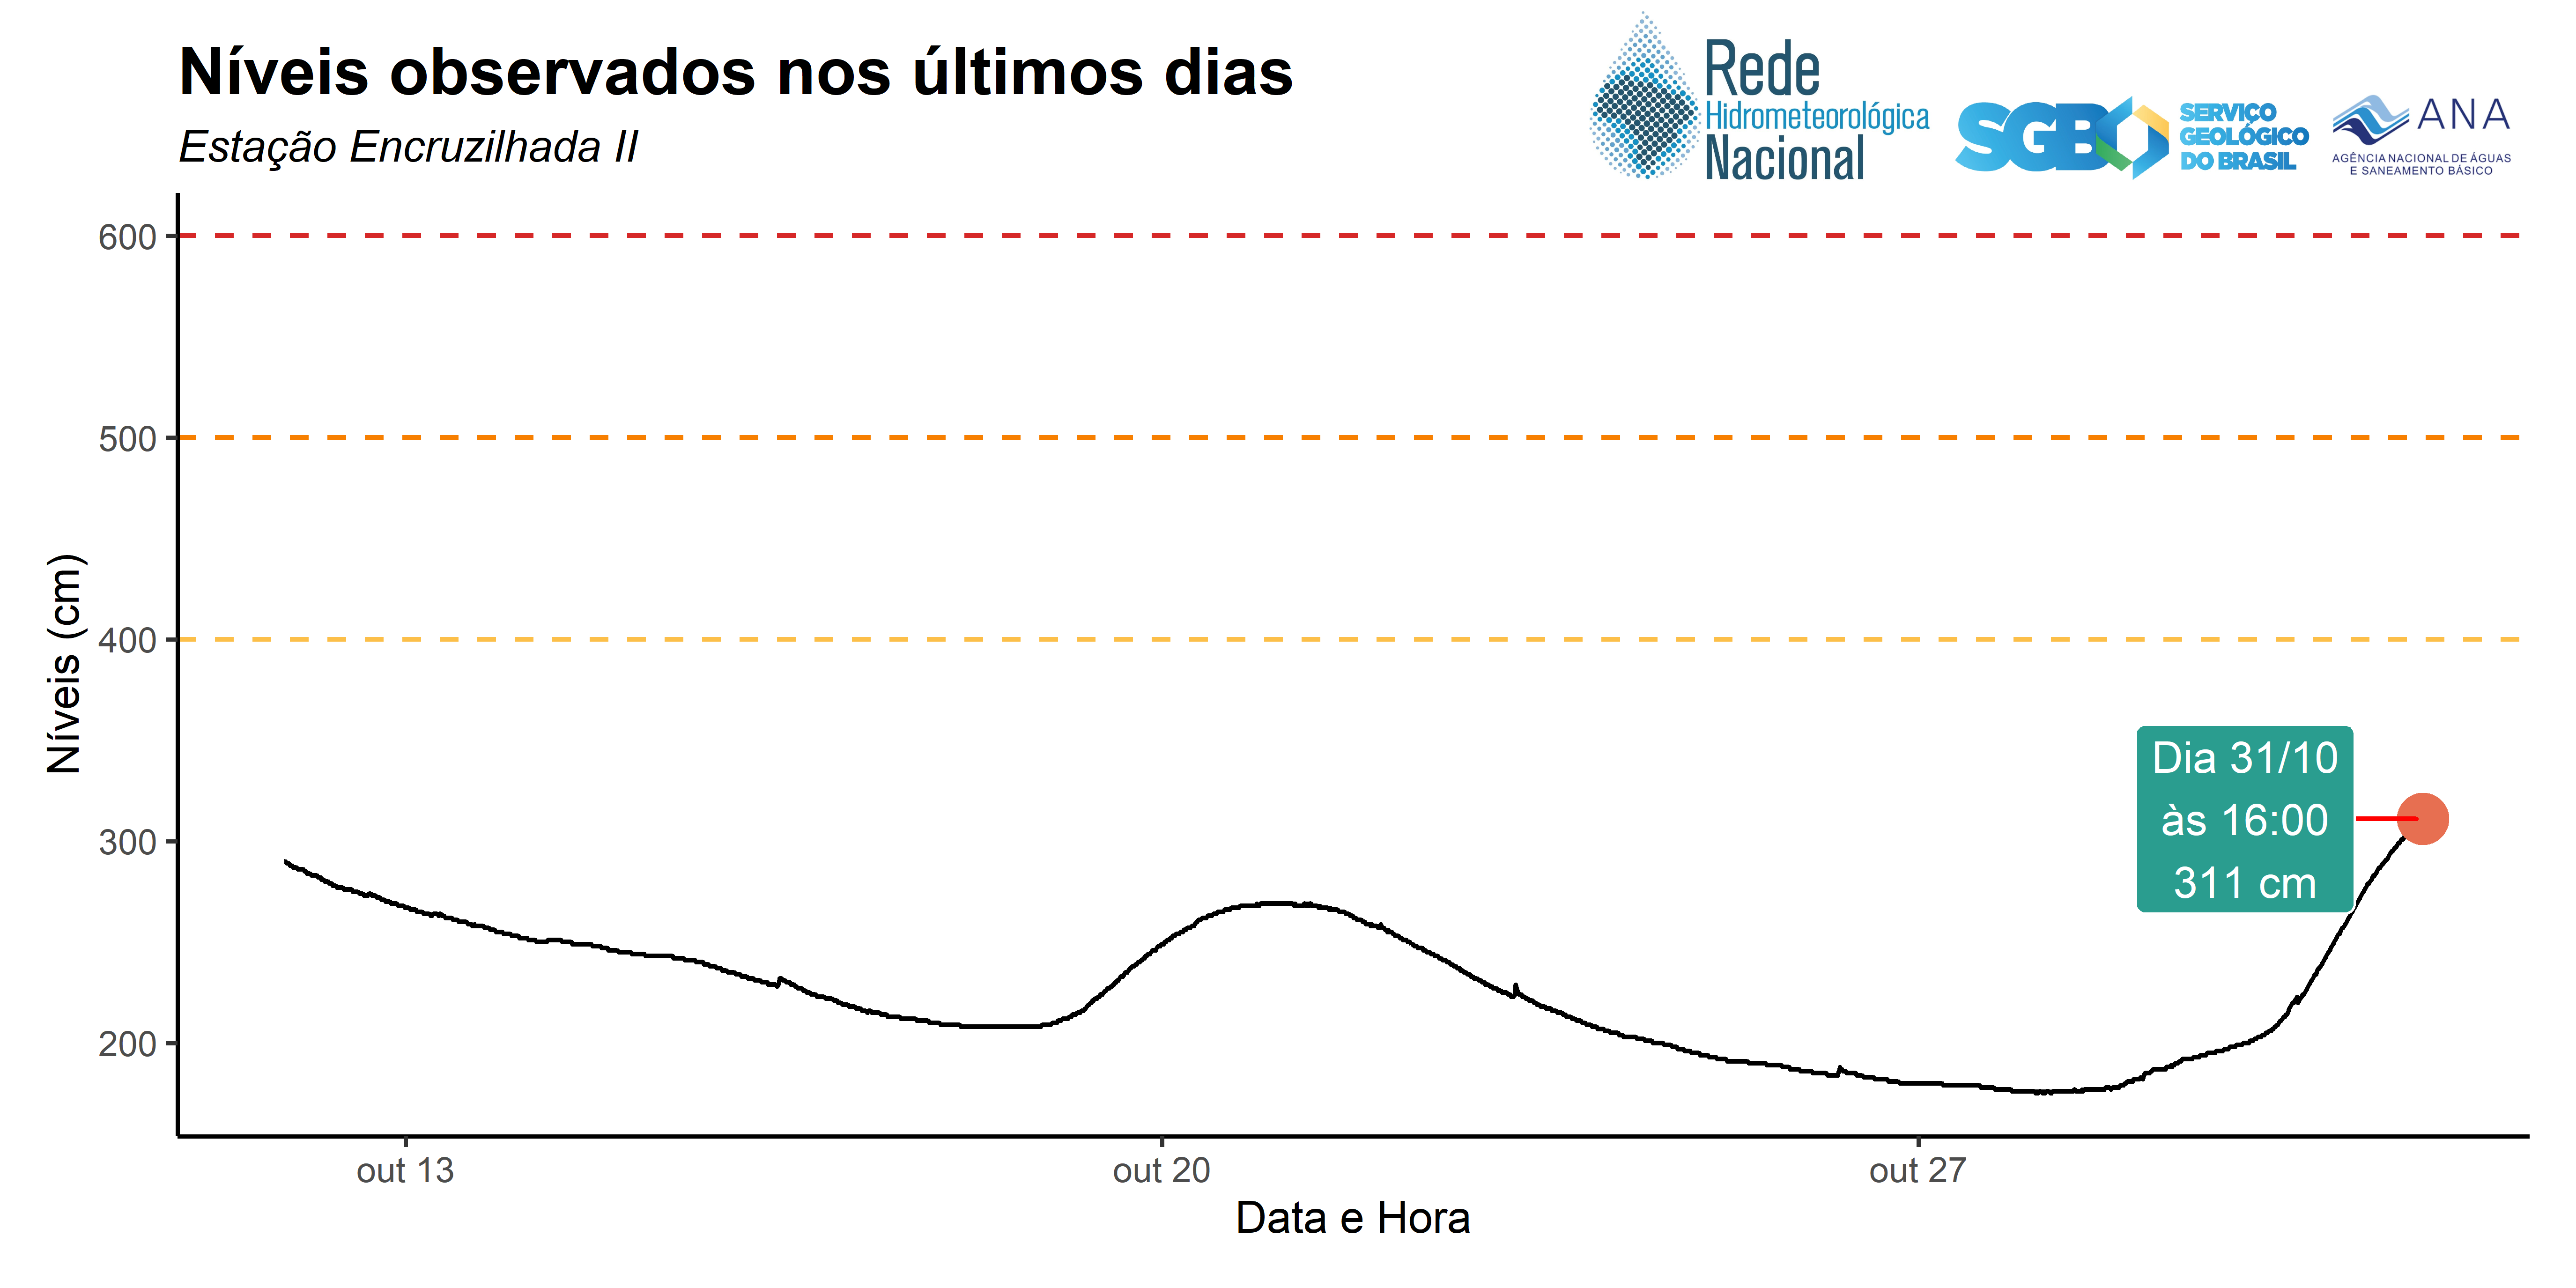 Níveis observados nos últimos dias
Estação Encruzilhada II
Rede
Hidrometeorológica
Nacional
SGB
SERVIÇO
GEOLÓGICO
DO BRASIL
ANA
AGÊNCIA NACIONAL DE ÁGUAS
E SANEAMENTO BÁSICO
Níveis (cm)
600
500
400
300
200
Dia 31/10
às 16:00
311 cm
out 13
out 20
out 27
Data e Hora